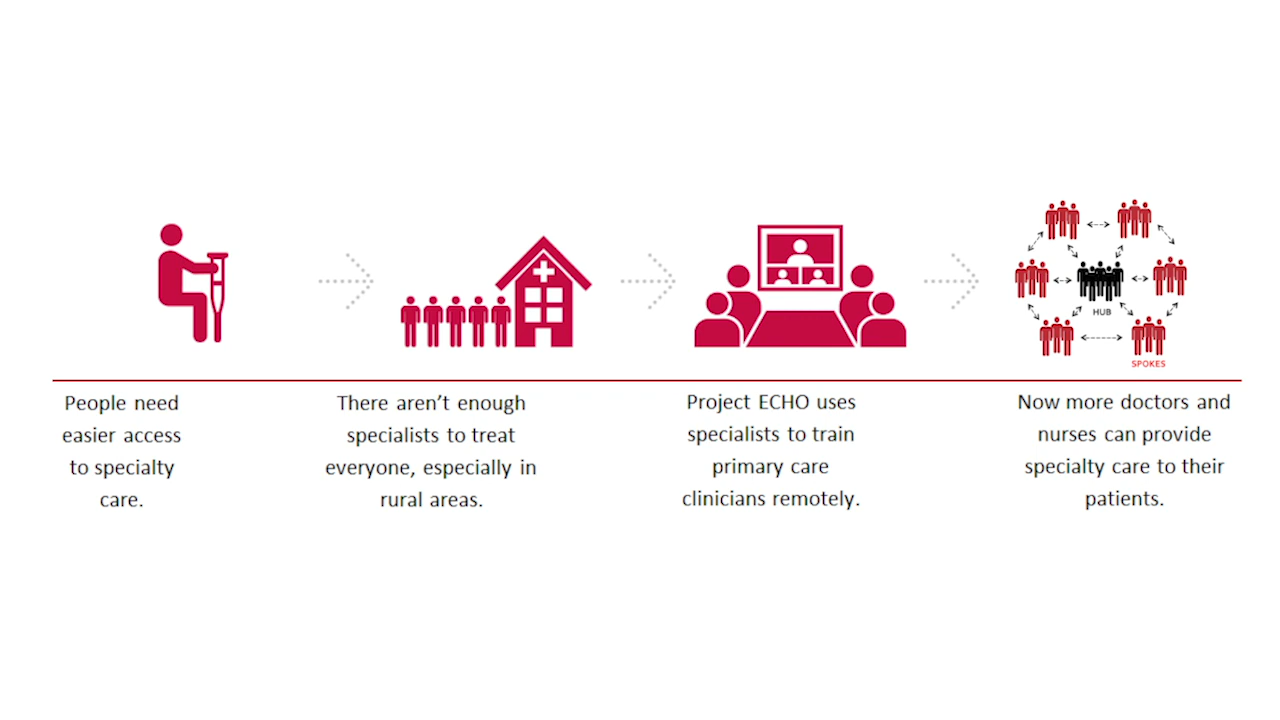 HUB
SPOKES
People need
easier access
to specialty
care.
There aren't enough
specialists to treat
everyone, especially in
rural areas.
Project ECHO uses
specialists to train
primary care
clinicians remotely.
Now more doctors and
nurses can provide
specialty care to their
patients.